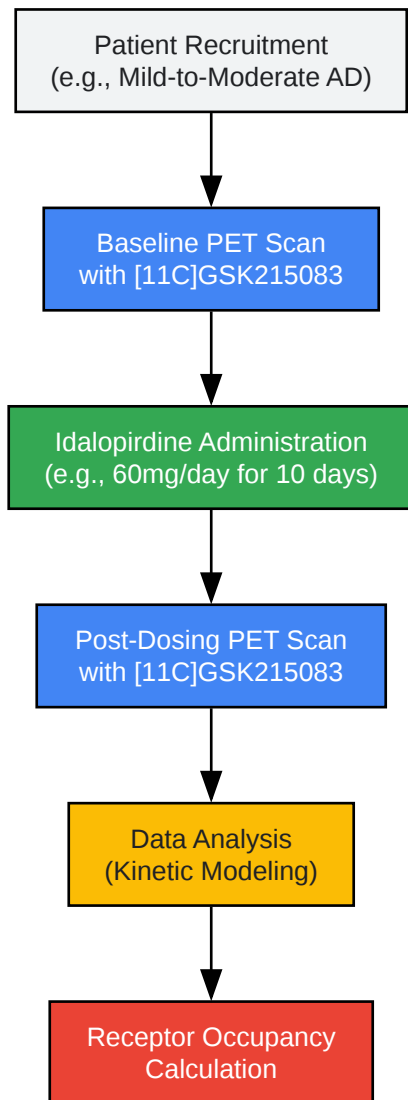 Patient Recruitment
(e.g., Mild-to-Moderate AD)
Baseline PET Scan
with [11C]GSK215083
Idalopirdine Administration
(e.g., 60mg/day for 10 days)
Post-Dosing PET Scan
with [11C]GSK215083
Data Analysis
(Kinetic Modeling)
Receptor Occupancy
Calculation